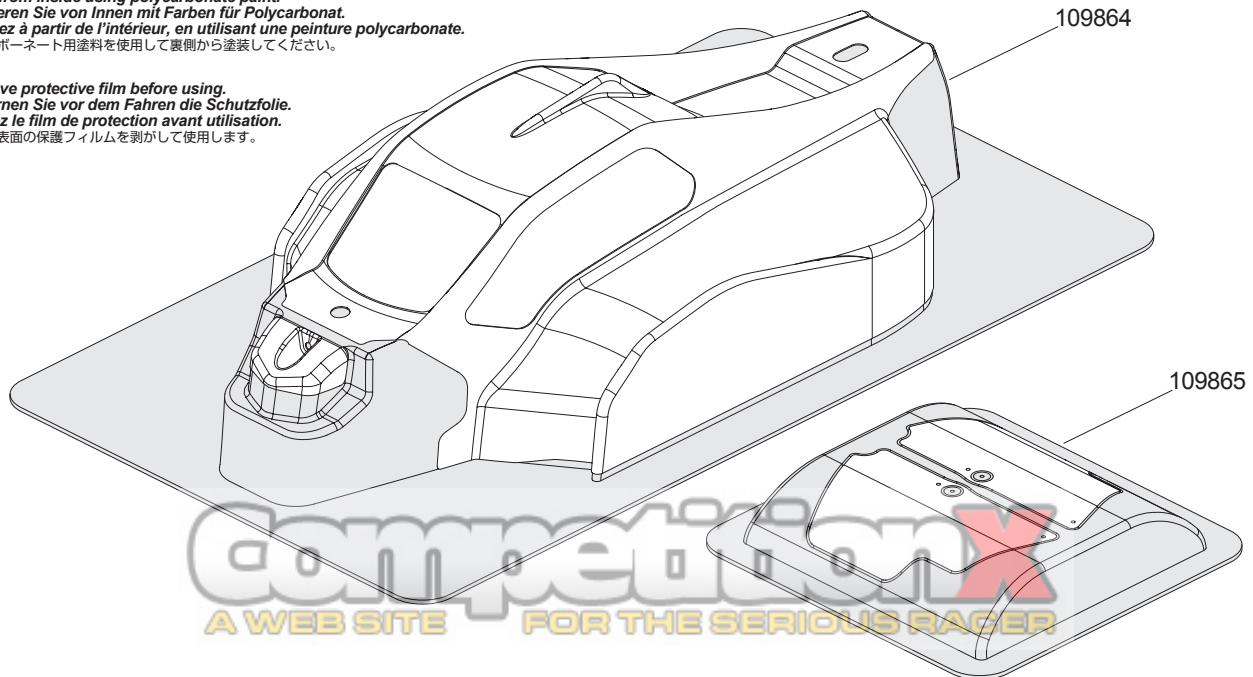 from inside using polycarbonate paint.
eren Sie von Innen mit Farben für Polycarbonat.
ez à partir de l'intérieur, en utilisant une peinture polycarbonate.
ボーネート用塗料を使用して裏側から塗装してください。
ve protective film before using.
rnen Sie vor dem Fahren die Schutzfolie.
z le film de protection avant utilisation.
表面の保護フィルムを剥がして使用します。
109864
109865
CompetitionX
A WEB SITE FOR THE SERIOUS RACER